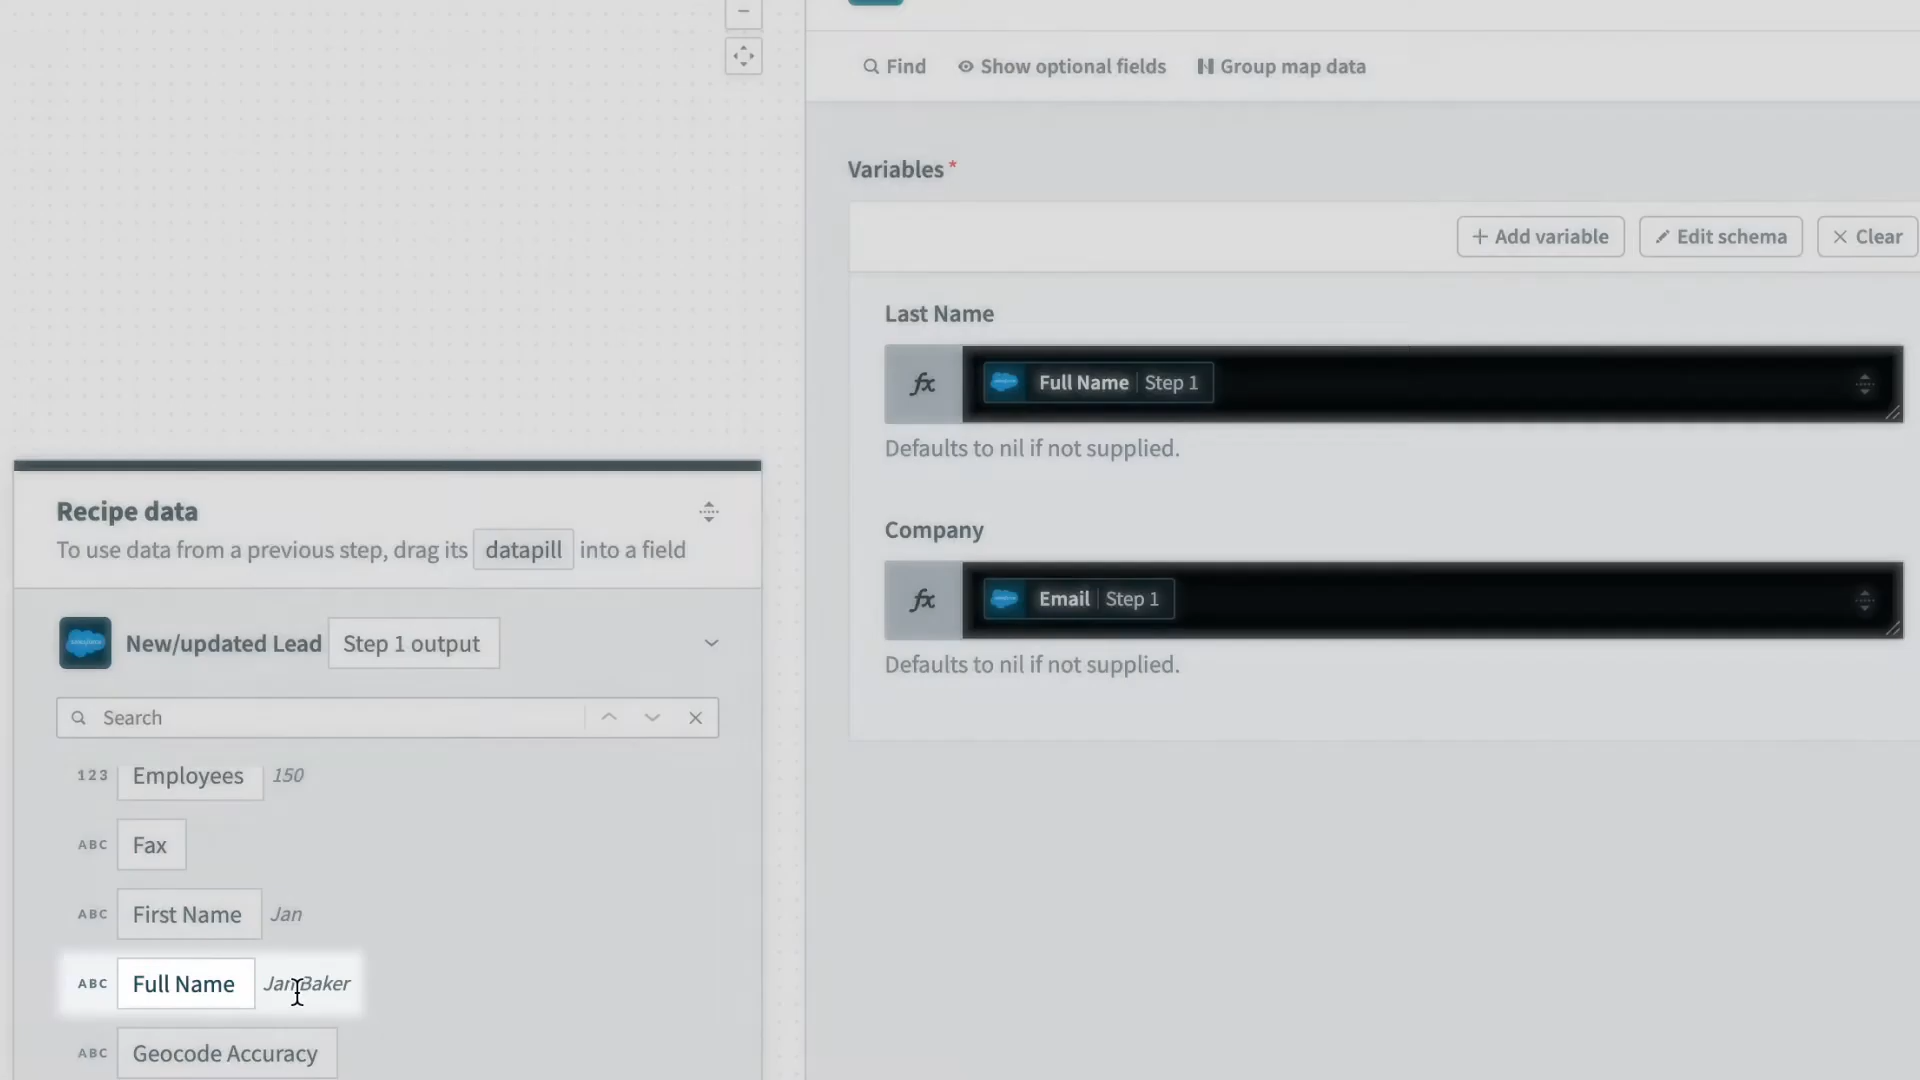 Find
Show optional fields
Group map data
Variables *
Add variable
Edit schema
Clear
Last Name
fx
Full Name | Step 1
Defaults to nil if not supplied.
Company
fx
Email | Step 1
Defaults to nil if not supplied.
Recipe data
To use data from a previous step, drag its datapill into a field
New/updated Lead Step 1 output
Search
123 Employees 150
ABC Fax
ABC First Name Jan
ABC Full Name Jan Baker
ABC Geocode Accuracy